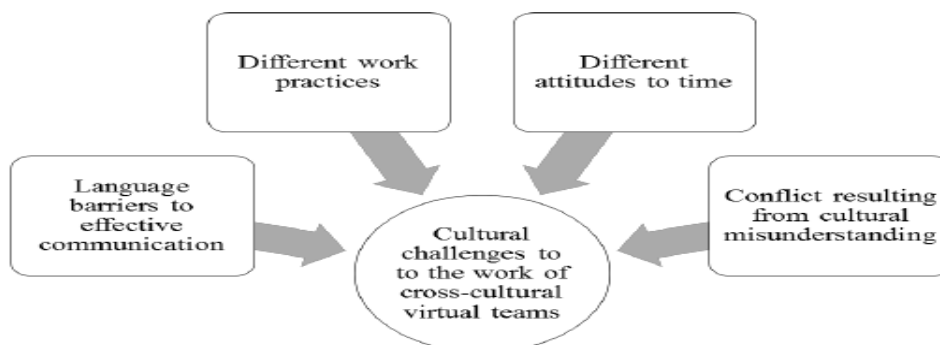 Different work
practices
Different
attitudes to time
Language
barriers to
effective
communication
Conflict resulting
from cultural
misunderstanding
Cultural
challenges to
to the work of
cross-cultural
virtual teams